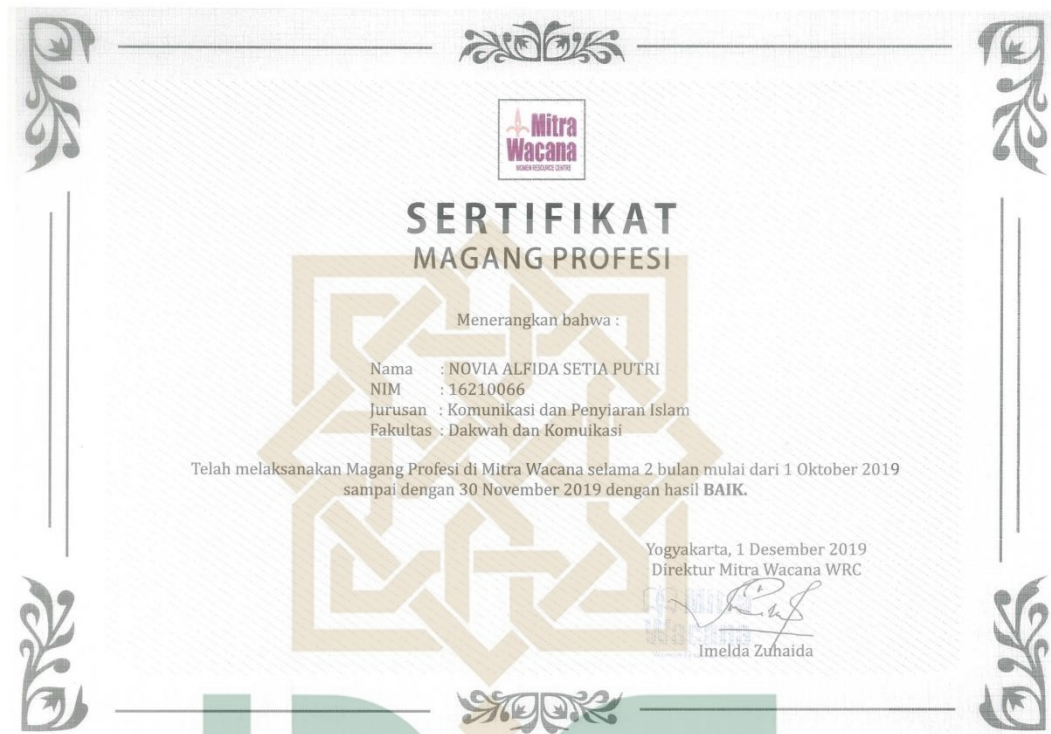 Mitra
Wacana
WOMEN RESOURCE CENTRE
SERTIFIKAT
MAGANG PROFESI
Menerangkan bahwa :
Nama : NOVIA ALFIDA SETIA PUTRI
NIM : 16210066
Jurusan : Komunikasi dan Penyiaran Islam
Fakultas : Dakwah dan Komuikasi
Telah melaksanakan Magang Profesi di Mitra Wacana selama 2 bulan mulai dari 1 Oktober 2019
sampai dengan 30 November 2019 dengan hasil BAIK.
Yogyakarta, 1 Desember 2019
Direktur Mitra Wacana WRC
Imelda Zuhaida